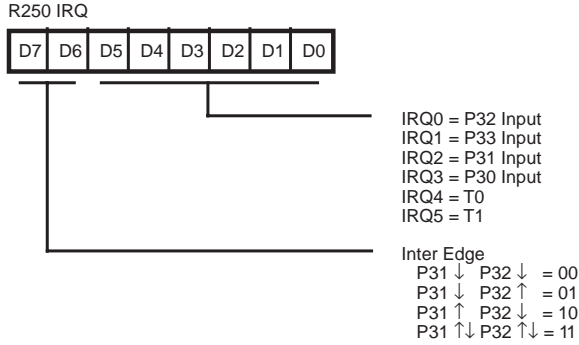 R250 IRQ
D7 D6 D5 D4 D3 D2 D1 D0
IRQ0 = P32 Input
IRQ1 = P33 Input
IRQ2 = P31 Input
IRQ3 = P30 Input
IRQ4 = T0
IRQ5 = T1
Inter Edge
P31 ↓ P32 ↓ = 00
P31 ↓ P32 ↑ = 01
P31 ↑ P32 ↓ = 10
P31 ↑↓ P32 ↑↓ = 11